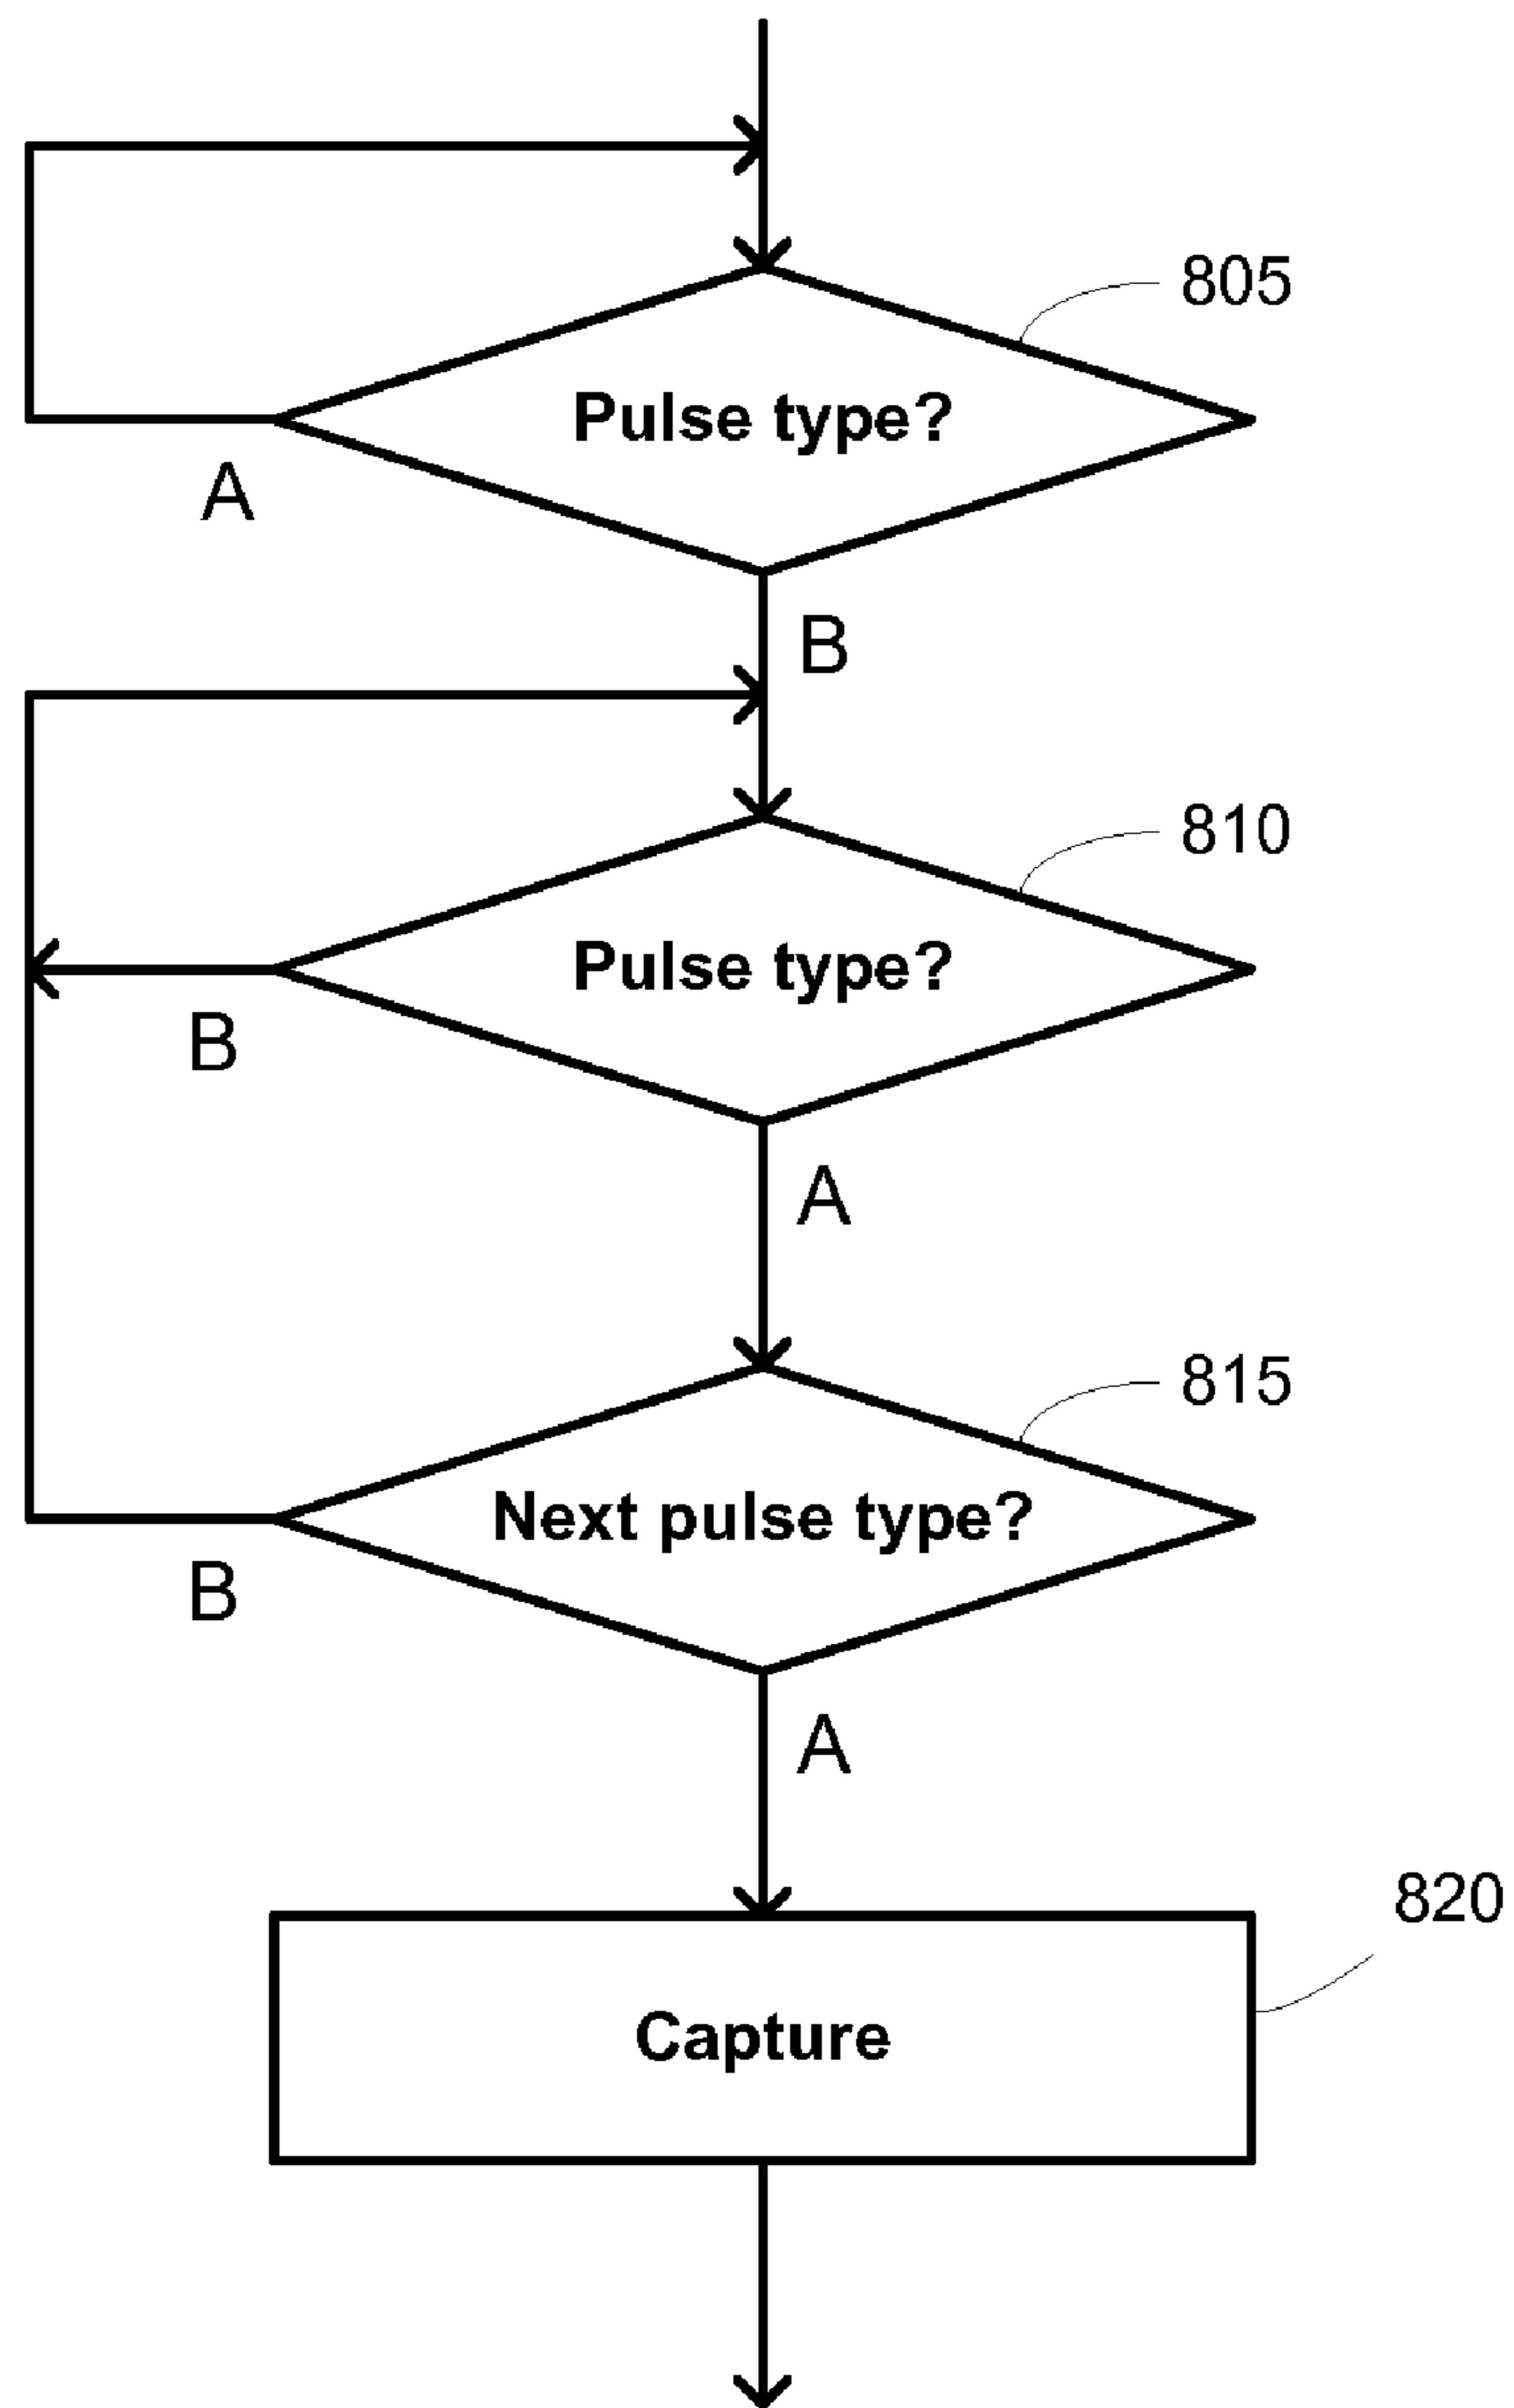 805
Pulse type?
A
B
810
Pulse type?
B
A
815
Next pulse type?
B
A
820
Capture